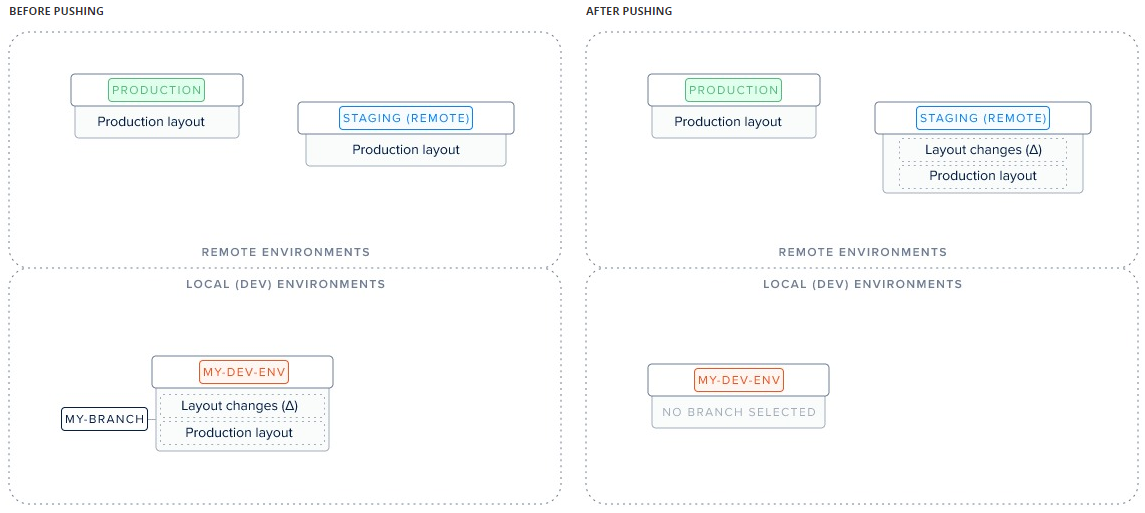 BEFORE PUSHING
PRODUCTION
Production layout
STAGING (REMOTE)
Production layout
REMOTE ENVIRONMENTS
LOCAL (DEV) ENVIRONMENTS
MY-DEV-ENV
Layout changes (Δ)
MY-BRANCH
Production layout
AFTER PUSHING
PRODUCTION
Production layout
STAGING (REMOTE)
Layout changes (Δ)
Production layout
REMOTE ENVIRONMENTS
LOCAL (DEV) ENVIRONMENTS
MY-DEV-ENV
NO BRANCH SELECTED